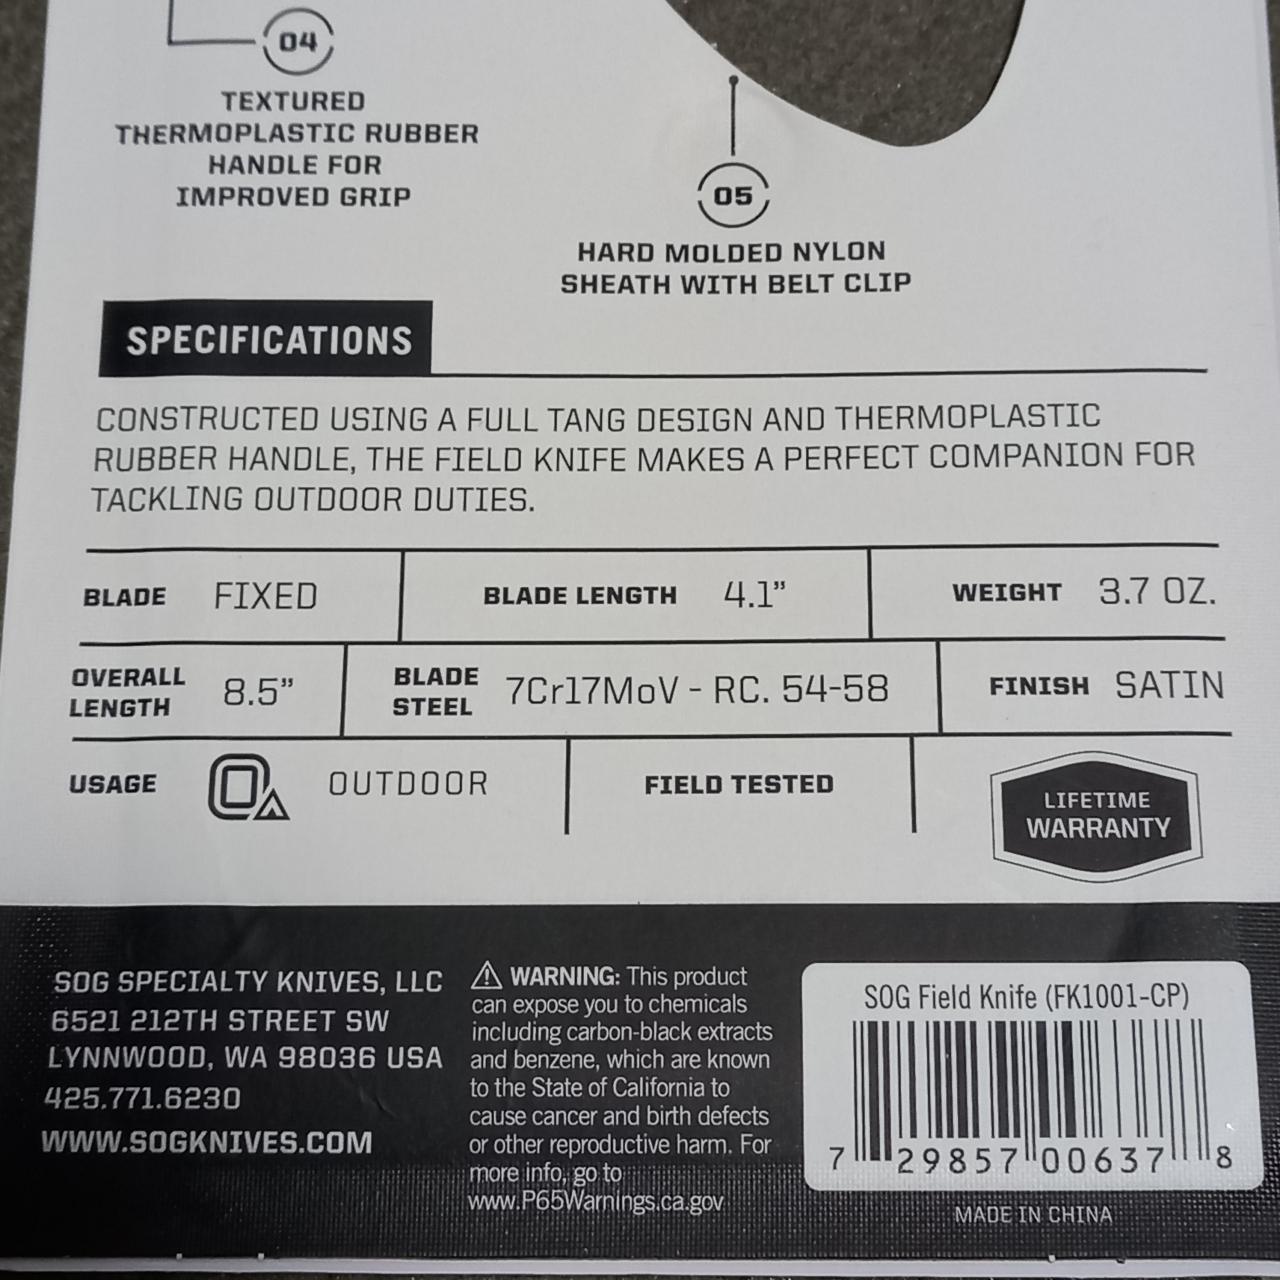 04
TEXTURED
THERMOPLASTIC RUBBER
HANDLE FOR
IMPROVED GRIP
05
HARD MOLDED NYLON
SHEATH WITH BELT CLIP
SPECIFICATIONS
CONSTRUCTED USING A FULL TANG DESIGN AND THERMOPLASTIC
RUBBER HANDLE, THE FIELD KNIFE MAKES A PERFECT COMPANION FOR
TACKLING OUTDOOR DUTIES.
BLADE FIXED
BLADE LENGTH 4.1”
WEIGHT 3.7 OZ.
OVERALL
LENGTH
8.5”
BLADE
STEEL
7Cr17MoV - RC. 54-58
FINISH SATIN
USAGE OUTDOOR
FIELD TESTED
LIFETIME
WARRANTY
SOG SPECIALTY KNIVES, LLC
6521 212TH STREET SW
LYNNWOOD, WA 98036 USA
425.771.6230
WWW.SOGKNIVES.COM
⚠ WARNING: This product
can expose you to chemicals
including carbon-black extracts
and benzene, which are known
to the State of California to
cause cancer and birth defects
or other reproductive harm. For
more info, go to
www.P65Warnings.ca.gov
SOG Field Knife (FK1001-CP)
7 29857 00637 8
MADE IN CHINA